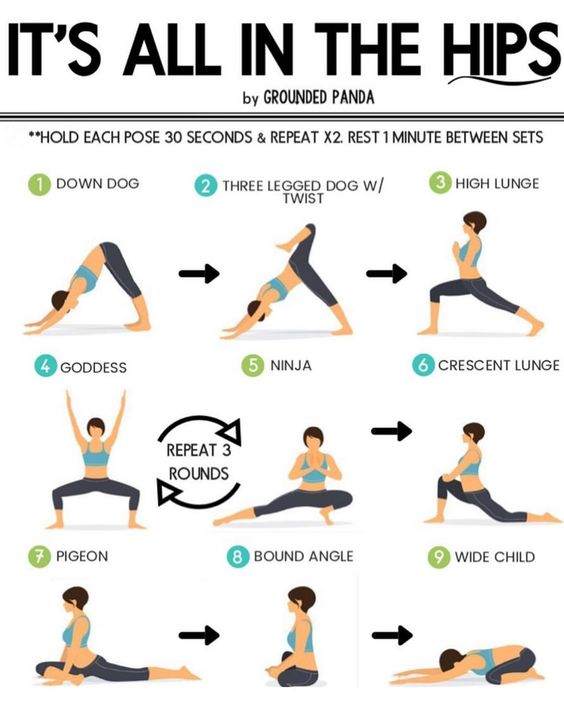 IT'S ALL IN THE HIPS
by GROUNDED PANDA
**HOLD EACH POSE 30 SECONDS & REPEAT X2. REST 1 MINUTE BETWEEN SETS
1 DOWN DOG
2 THREE LEGGED DOG W/
TWIST
3 HIGH LUNGE
4 GODDESS
5 NINJA
6 CRESCENT LUNGE
REPEAT 3
ROUNDS
7 PIGEON
8 BOUND ANGLE
9 WIDE CHILD